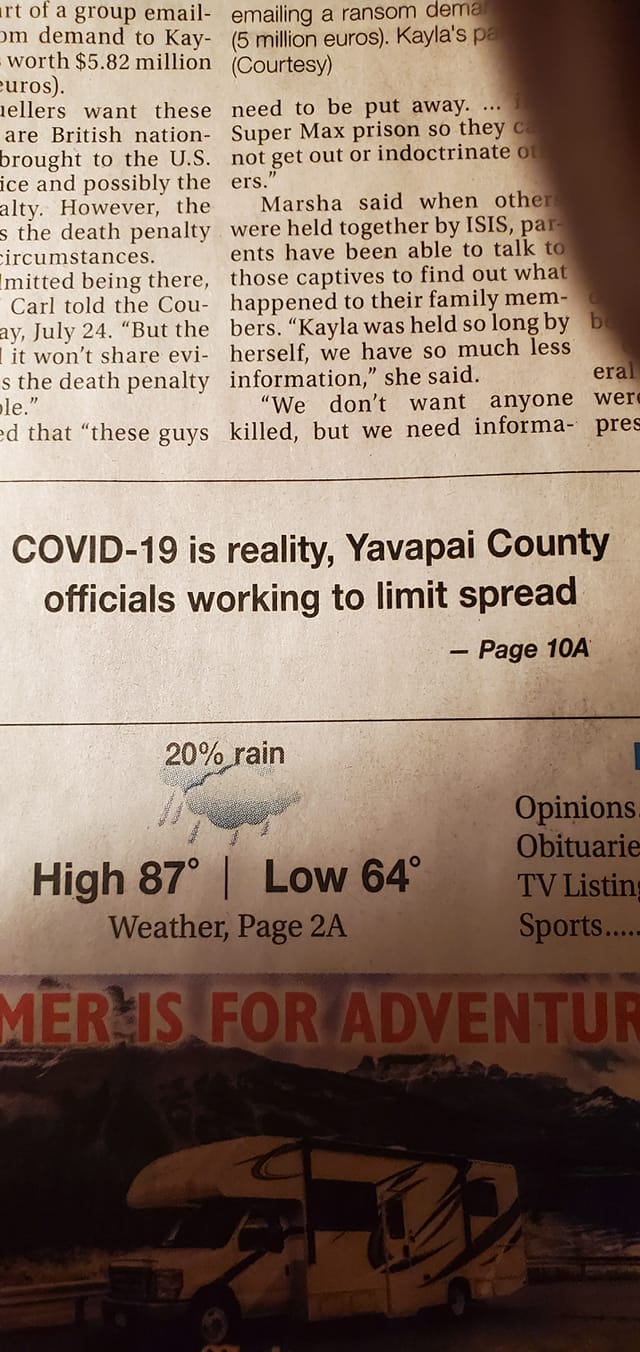 art of a group email-
om demand to Kay-
worth $5.82 million
euros).
uellers want these
are British nation-
brought to the U.S.
ice and possibly the
alty. However, the
s the death penalty
circumstances.
dmitted being there,
Carl told the Cou-
ay, July 24. “But the
it won’t share evi-
s the death penalty
ole.”
ed that “these guys
emailing a ransom dema
(5 million euros). Kayla's pa
(Courtesy)
need to be put away. ...
Super Max prison so they c
not get out or indoctrinate ot
ers.”
Marsha said when other
were held together by ISIS, par-
ents have been able to talk to
those captives to find out what
happened to their family mem-
bers. “Kayla was held so long by
herself, we have so much less
information,” she said.
“We don’t want anyone
killed, but we need informa-
eral
were
pres
COVID-19 is reality, Yavapai County
officials working to limit spread
– Page 10A
20% rain
High 87° | Low 64°
Weather, Page 2A
Opinions.
Obituarie
TV Listing
Sports.....
MER IS FOR ADVENTUR